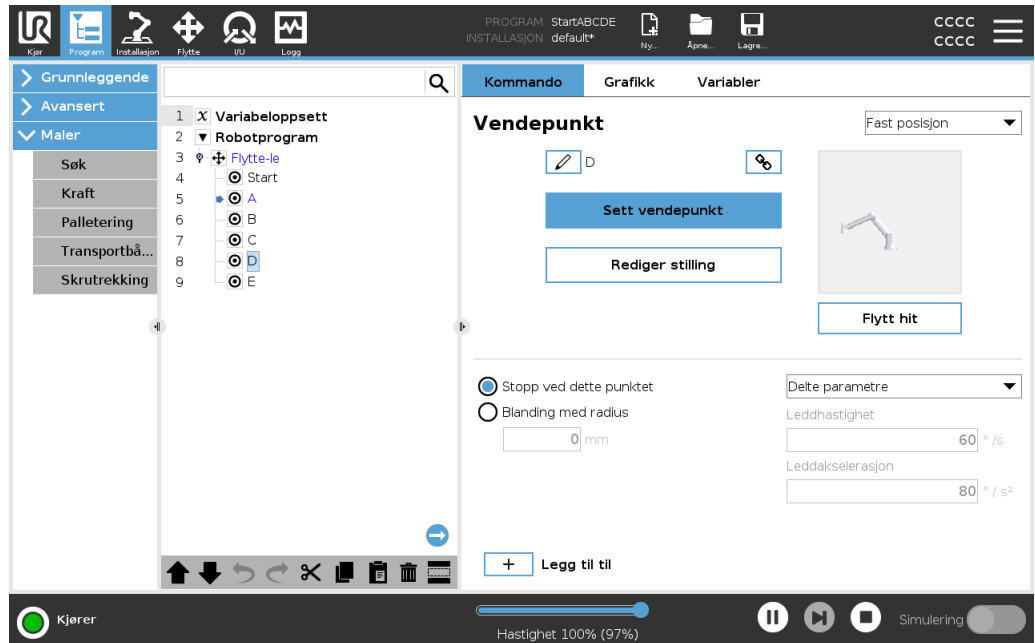 PROGRAM StartABCDE
INSTALLASJON default*
Kjør
Program
Installasjon
Flytte
I/U
Logg
Ny...
Åpne...
Lagre...
CCCC
CCCC
Grunnleggende
Avansert
Maler
Søk
Kraft
Palletering
Transportbå...
Skrutrekking
1 X Variabeloppsett
2 Robotprogram
3 Flytte-le
4 Start
5 A
6 B
7 C
8 D
9 E
Kommando
Grafikk
Variabler
Vendepunkt
Fast posisjon
D
Sett vendepunkt
Rediger stilling
Flytt hit
Stopp ved dette punktet
Blanding med radius
0 mm
Delte parametre
Leddhastighet
60 ° /s
Leddakselerasjon
80 ° / s²
+ Legg til til
Kjører
Hastighet 100% (97%)
Simulering